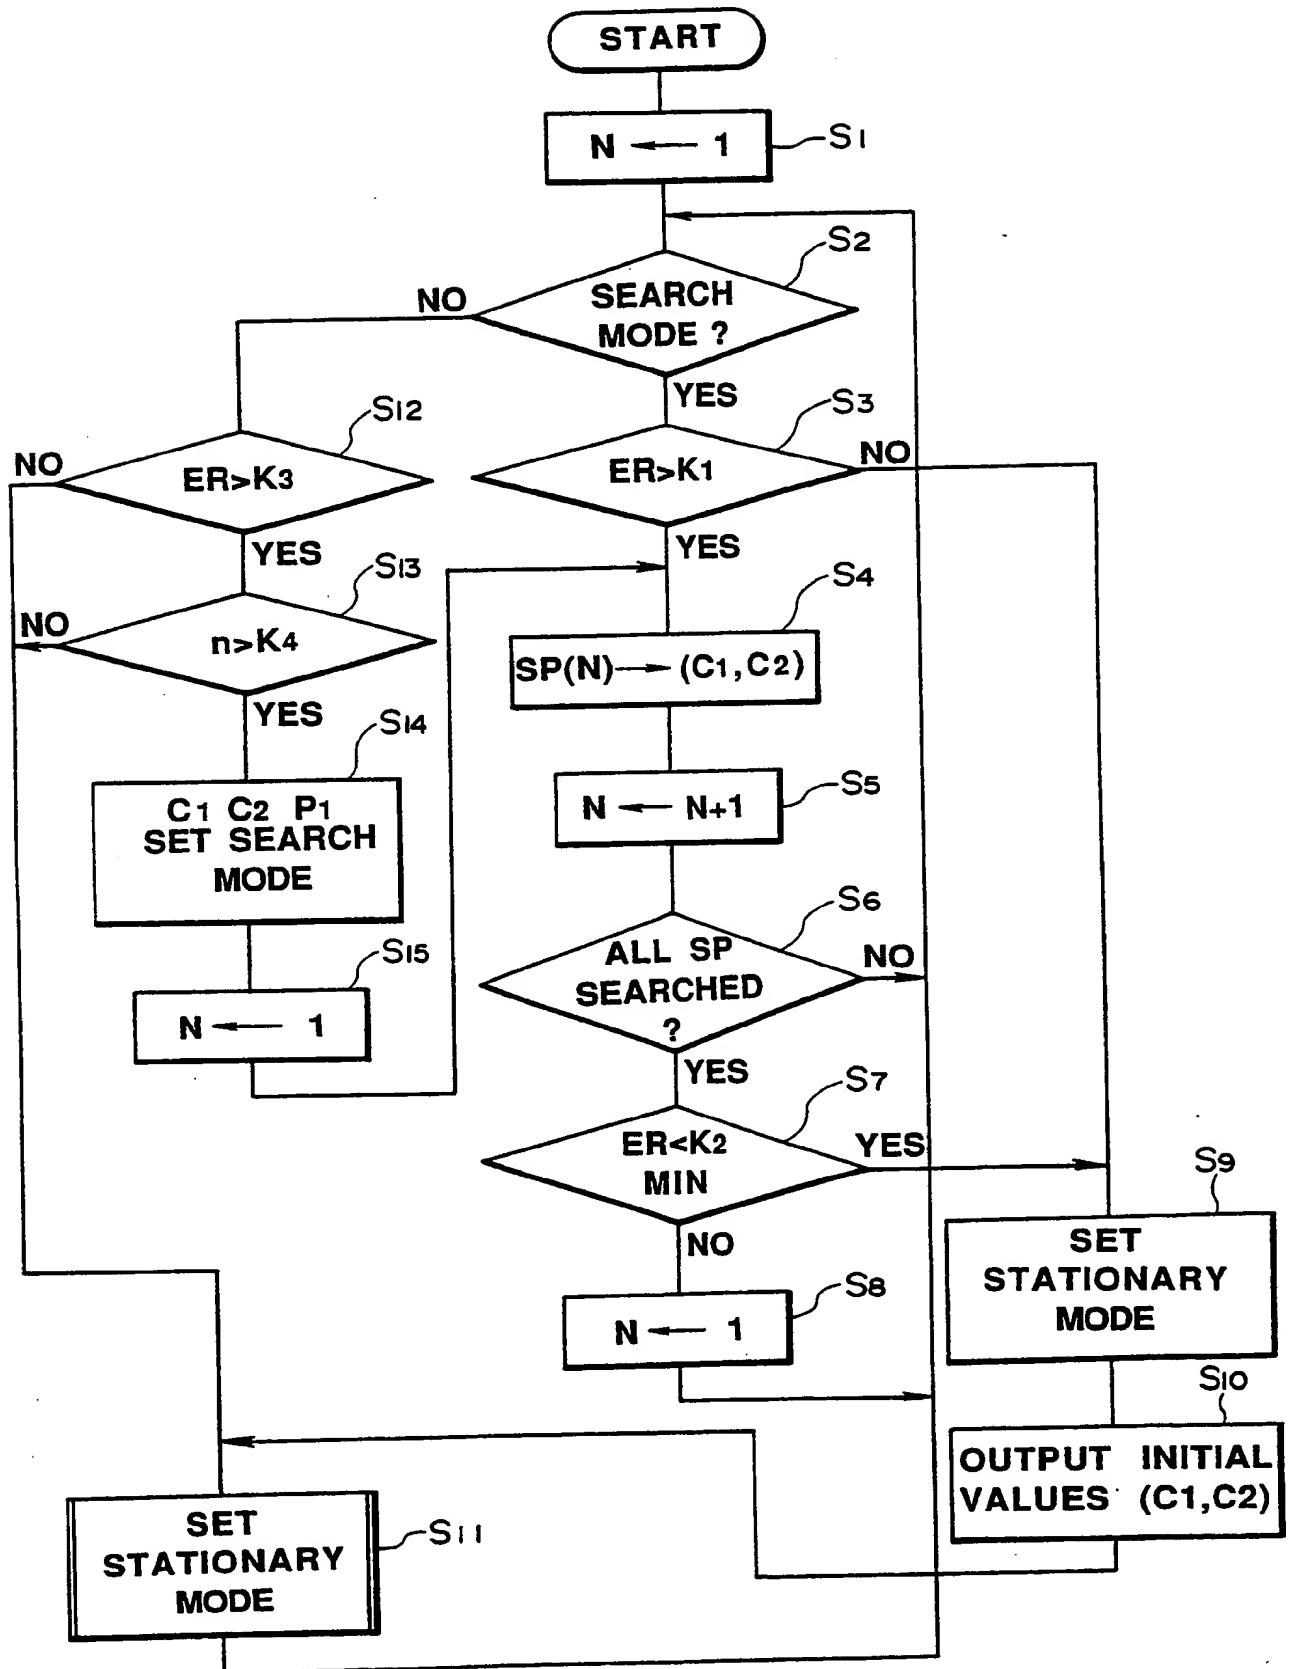 START
N ← 1
S1
S2
NO
SEARCH
MODE ?
YES
S12
S3
NO
ER>K3
ER>K1
NO
YES
YES
S13
S4
NO
n>K4
SP(N)→(C1,C2)
YES
S14
C1 C2 P1
SET SEARCH
MODE
N ← N+1
S5
S6
S15
ALL SP
SEARCHED
?
NO
N ← 1
YES
S7
ER<K2
MIN
YES
S9
NO
SET
STATIONARY
MODE
S8
N ← 1
S10
OUTPUT INITIAL
VALUES (C1,C2)
SET
STATIONARY
MODE
S11